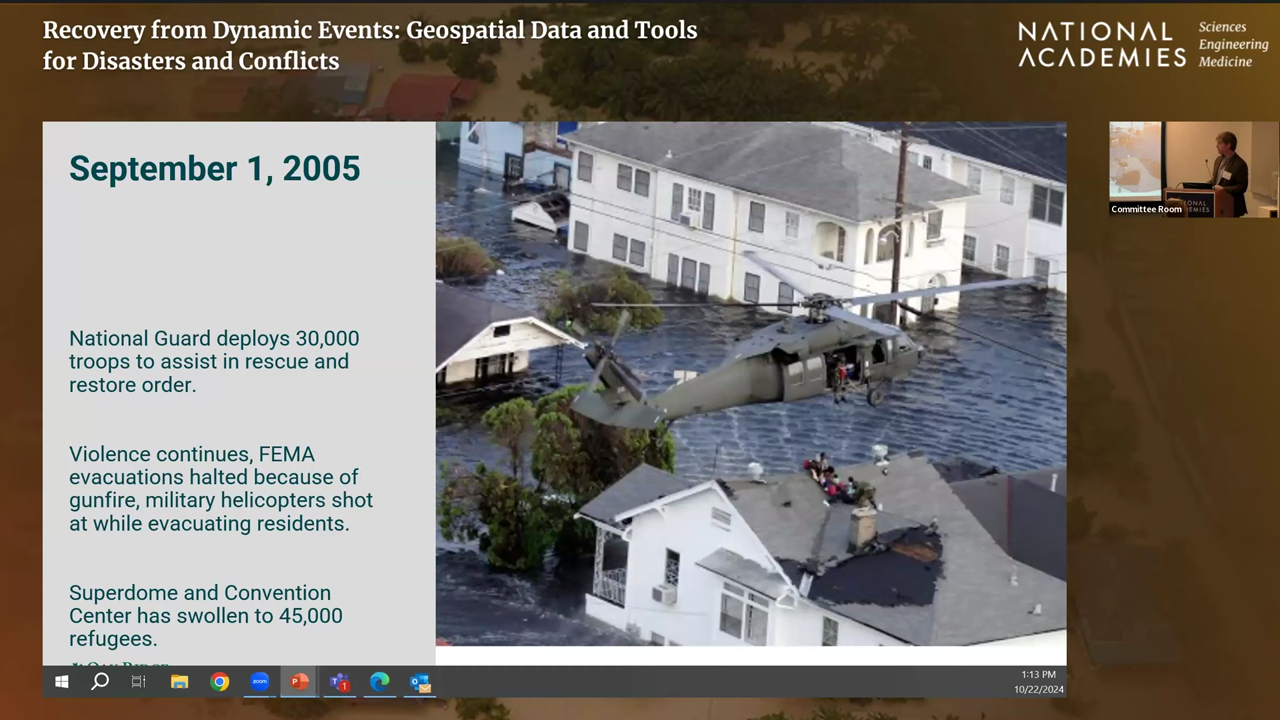 Recovery from Dynamic Events: Geospatial Data and Tools
for Disasters and Conflicts
NATIONAL
ACADEMIES
Sciences
Engineering
Medicine
September 1, 2005
National Guard deploys 30,000
troops to assist in rescue and
restore order.
Violence continues, FEMA
evacuations halted because of
gunfire, military helicopters shot
at while evacuating residents.
Superdome and Convention
Center has swollen to 45,000
refugees.
Committee Room
zoom
1:13 PM
10/22/2024